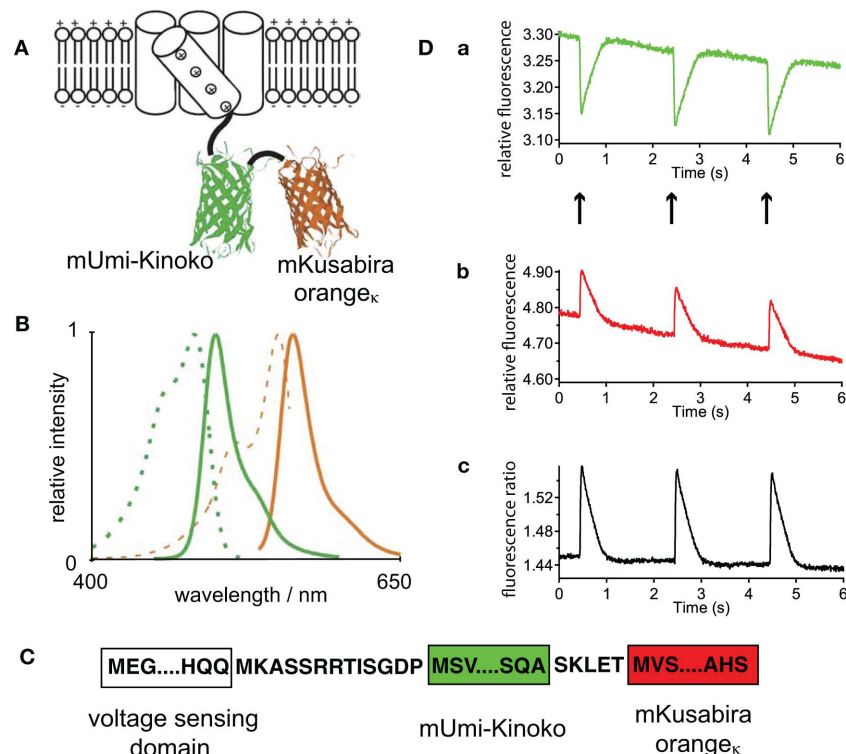 A
+ + + + + + + +
- - - - - -
mUmi-Kinoko
mKusabira
orangeκ
B
1
relative intensity
0
400
650
wavelength / nm
D
a
relative fluorescence
3.30
3.25
3.20
3.15
3.10
0 1 2 3 4 5 6
Time (s)
b
relative fluorescence
4.90
4.80
4.70
4.60
0 1 2 3 4 5 6
Time (s)
c
fluorescence ratio
1.52
1.48
1.44
0 1 2 3 4 5 6
Time (s)
C
MEG....HQQ MKASSRRTISGDP MSV....SQA SKLET MVS....AHS
voltage sensing
domain
mUmi-Kinoko
mKusabira
orangeκ